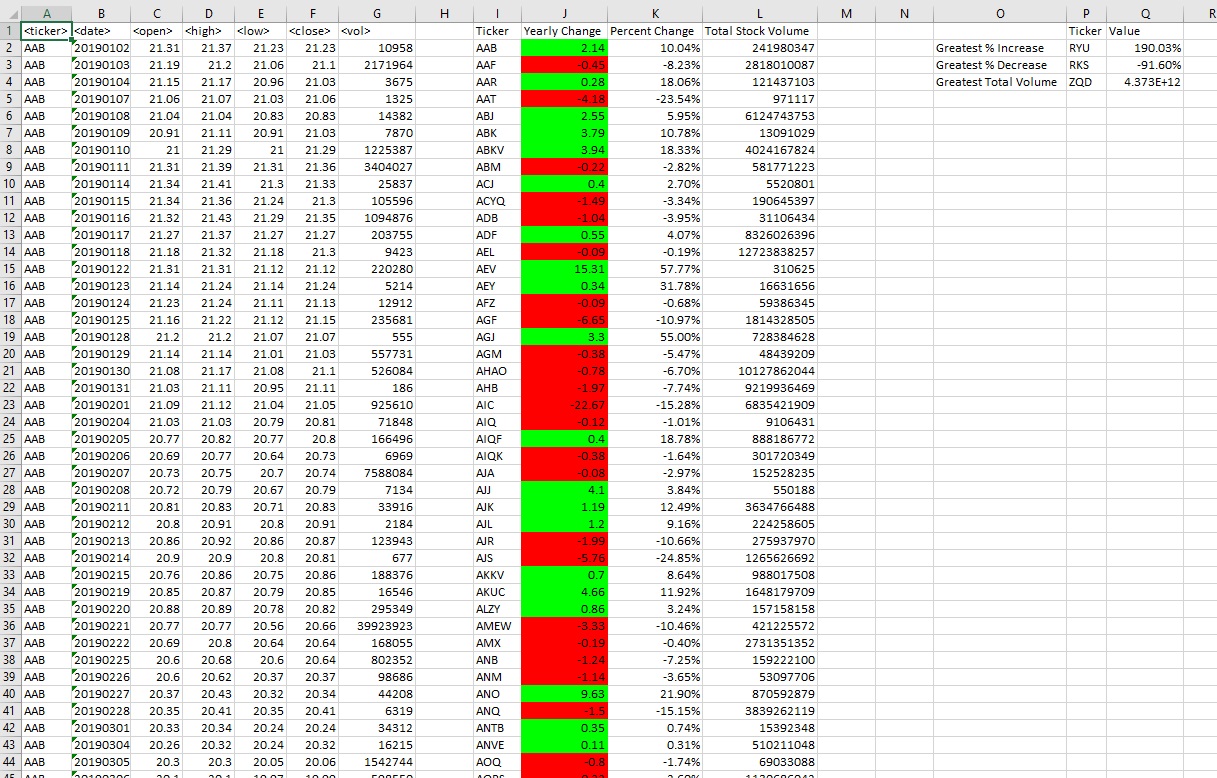 A B C D E F G H I J K L M N O P Q R
1 <ticker> <date> <open> <high> <low> <close> <vol> Ticker Yearly Change Percent Change Total Stock Volume Ticker Value
2 AAB 20190102 21.31 21.37 21.23 21.23 10958 AAB 2.14 10.04% 241980347 Greatest % Increase RYU 190.03%
3 AAB 20190103 21.19 21.2 21.06 21.1 2171964 AAF -0.45 -8.23% 2818010087 Greatest % Decrease RKS -91.60%
4 AAB 20190104 21.15 21.17 20.96 21.03 3675 AAR 0.28 18.06% 121437103 Greatest Total Volume ZQD 4.373E+12
5 AAB 20190107 21.06 21.07 21.03 21.06 1325 AAT -4.18 -23.54% 971117
6 AAB 20190108 21.04 21.04 20.83 20.83 14382 ABJ 2.55 5.95% 6124743753
7 AAB 20190109 20.91 21.11 20.91 21.03 7870 ABK 3.79 10.78% 13091029
8 AAB 20190110 21 21.29 21 21.29 1225387 ABKV 3.94 18.33% 4024167824
9 AAB 20190111 21.31 21.39 21.31 21.36 3404027 ABM -0.22 -2.82% 581771223
10 AAB 20190114 21.34 21.41 21.3 21.33 25837 ACJ 0.4 2.70% 5520801
11 AAB 20190115 21.34 21.36 21.24 21.3 105596 ACYQ -1.49 -3.34% 190645397
12 AAB 20190116 21.32 21.43 21.29 21.35 1094876 ADB -1.04 -3.95% 31106434
13 AAB 20190117 21.27 21.37 21.27 21.27 203755 ADF 0.55 4.07% 8326026396
14 AAB 20190118 21.18 21.32 21.18 21.3 9423 AEL -0.09 -0.19% 12723838257
15 AAB 20190122 21.31 21.31 21.12 21.12 220280 AEV 15.31 57.77% 310625
16 AAB 20190123 21.14 21.24 21.14 21.24 5214 AEY 0.34 31.78% 16631656
17 AAB 20190124 21.23 21.24 21.11 21.13 12912 AFZ -0.09 -0.68% 59386345
18 AAB 20190125 21.16 21.22 21.12 21.15 235681 AGF -6.65 -10.97% 1814328505
19 AAB 20190128 21.2 21.2 21.07 21.07 555 AGJ 3.3 55.00% 728384628
20 AAB 20190129 21.14 21.14 21.01 21.03 557731 AGM -0.38 -5.47% 48439209
21 AAB 20190130 21.08 21.17 21.08 21.1 526084 AHAO -0.78 -6.70% 10127862044
22 AAB 20190131 21.03 21.11 20.95 21.11 186 AHB -1.97 -7.74% 9219936469
23 AAB 20190201 21.09 21.12 21.04 21.05 925610 AIC -22.67 -15.28% 6835421909
24 AAB 20190204 21.03 21.03 20.79 20.81 71848 AIQ -0.12 -1.01% 9106431
25 AAB 20190205 20.77 20.82 20.77 20.8 166496 AIQF 0.4 18.78% 888186772
26 AAB 20190206 20.69 20.77 20.64 20.73 6969 AIQK -0.38 -1.64% 301720349
27 AAB 20190207 20.73 20.75 20.7 20.74 7588084 AJA -0.08 -2.97% 152528235
28 AAB 20190208 20.72 20.79 20.67 20.79 7134 AJJ 4.1 3.84% 550188
29 AAB 20190211 20.81 20.83 20.71 20.83 33916 AJK 1.19 12.49% 3634766488
30 AAB 20190212 20.8 20.91 20.8 20.91 2184 AJL 1.2 9.16% 224258605
31 AAB 20190213 20.86 20.92 20.86 20.87 123943 AJR -1.99 -10.66% 275937970
32 AAB 20190214 20.9 20.9 20.8 20.81 677 AJS -5.76 -24.85% 1265626692
33 AAB 20190215 20.76 20.86 20.75 20.86 188376 AKKV 0.7 8.64% 988017508
34 AAB 20190219 20.85 20.87 20.79 20.85 16546 AKUC 4.66 11.92% 1648179709
35 AAB 20190220 20.88 20.89 20.78 20.82 295349 ALZY 0.86 3.24% 157158158
36 AAB 20190221 20.77 20.77 20.56 20.66 39923923 AMEW -3.33 -10.46% 421225572
37 AAB 20190222 20.69 20.8 20.64 20.64 168055 AMX -0.19 -0.40% 2731351352
38 AAB 20190225 20.6 20.68 20.6 20.64 802352 ANB -1.24 -7.25% 159222100
39 AAB 20190226 20.6 20.62 20.37 20.37 98686 ANM -1.14 -3.65% 53097706
40 AAB 20190227 20.37 20.43 20.32 20.34 44208 ANO 9.63 21.90% 870592879
41 AAB 20190228 20.35 20.41 20.35 20.41 6319 ANQ -1.5 -15.15% 3839262119
42 AAB 20190301 20.33 20.34 20.24 20.24 34312 ANTB 0.35 0.74% 15392348
43 AAB 20190304 20.26 20.32 20.24 20.32 16215 ANVE 0.11 0.31% 510211048
44 AAB 20190305 20.3 20.3 20.05 20.06 1542744 AOQ -0.8 -1.74% 69033088